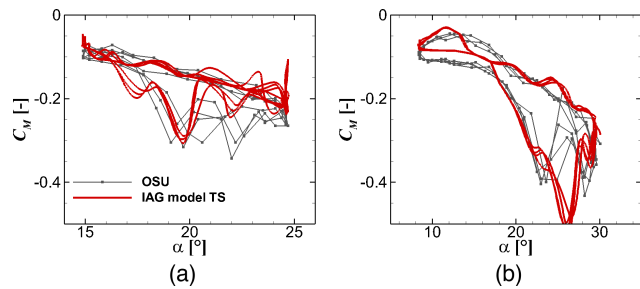 0
-0.2
-0.4
C_M [-]
OSU
IAG model TS
15 20 25
α [°]
(a)
0
-0.2
-0.4
C_M [-]
10 20 30
α [°]
(b)